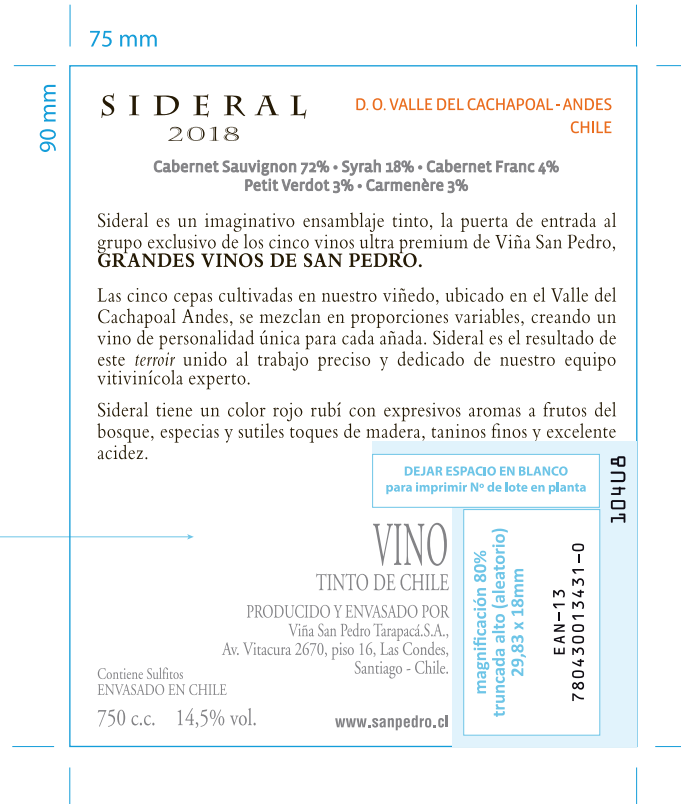 75 mm
90 mm
SIDERAL
2018
D. O. VALLE DEL CACHAPOAL - ANDES
CHILE
Cabernet Sauvignon 72% • Syrah 18% • Cabernet Franc 4%
Petit Verdot 3% • Carmenère 3%
Sideral es un imaginativo ensamblaje tinto, la puerta de entrada al
grupo exclusivo de los cinco vinos ultra premium de Viña San Pedro,
GRANDES VINOS DE SAN PEDRO.
Las cinco cepas cultivadas en nuestro viñedo, ubicado en el Valle del
Cachapoal Andes, se mezclan en proporciones variables, creando un
vino de personalidad única para cada añada. Sideral es el resultado de
este terroir unido al trabajo preciso y dedicado de nuestro equipo
vitivinícola experto.
Sideral tiene un color rojo rubí con expresivos aromas a frutos del
bosque, especias y sutiles toques de madera, taninos finos y excelente
acidez.
DEJAR ESPACIO EN BLANCO
para imprimir Nº de lote en planta
104U8
VINO
TINTO DE CHILE
PRODUCIDO Y ENVASADO POR
Viña San Pedro Tarapacá.S.A.,
Av. Vitacura 2670, piso 16, Las Condes,
Santiago - Chile.
Contiene Sulfitos
ENVASADO EN CHILE
750 c.c. 14,5% vol.
www.sanpedro.cl
magnificación 80%
truncada alto (aleatorio)
29,83 x 18mm
EAN-13
780430013431-0